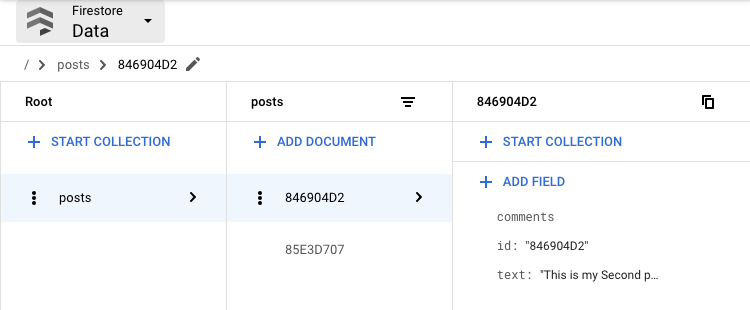 Firestore
Data
/ posts 846904D2
Root
posts
846904D2
START COLLECTION
ADD DOCUMENT
START COLLECTION
posts
846904D2
ADD FIELD
85E3D707
comments
id: "846904D2"
text: "This is my Second p...